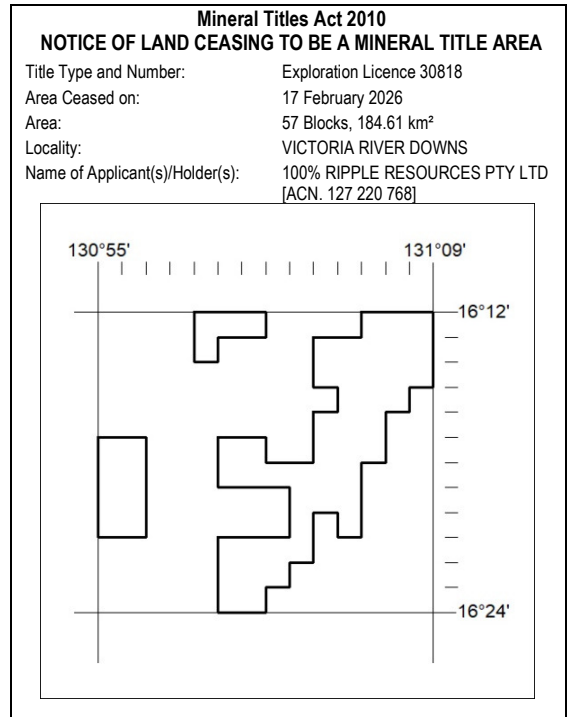 Mineral Titles Act 2010
NOTICE OF LAND CEASING TO BE A MINERAL TITLE AREA
Title Type and Number: Exploration Licence 30818
Area Ceased on: 17 February 2026
Area: 57 Blocks, 184.61 km²
Locality: VICTORIA RIVER DOWNS
Name of Applicant(s)/Holder(s): 100% RIPPLE RESOURCES PTY LTD
[ACN. 127 220 768]
130°55' 131°09'
16°12'
16°24'